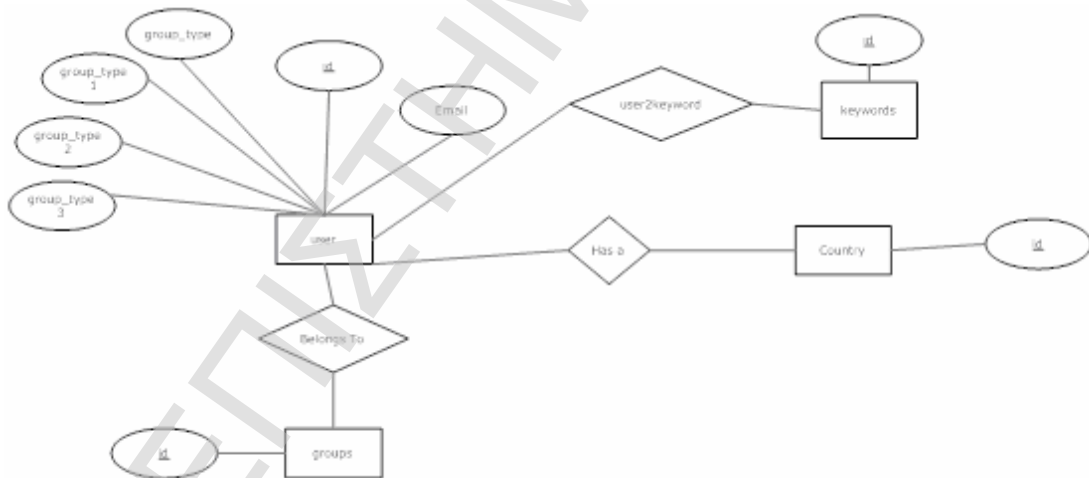 group_type
id
id
group_type
1
Email
user2keyword
keywords
group_type
2
group_type
3
user
Has a
Country
id
Belongs To
id
groups
ΕΠΙΣΤΗΜ